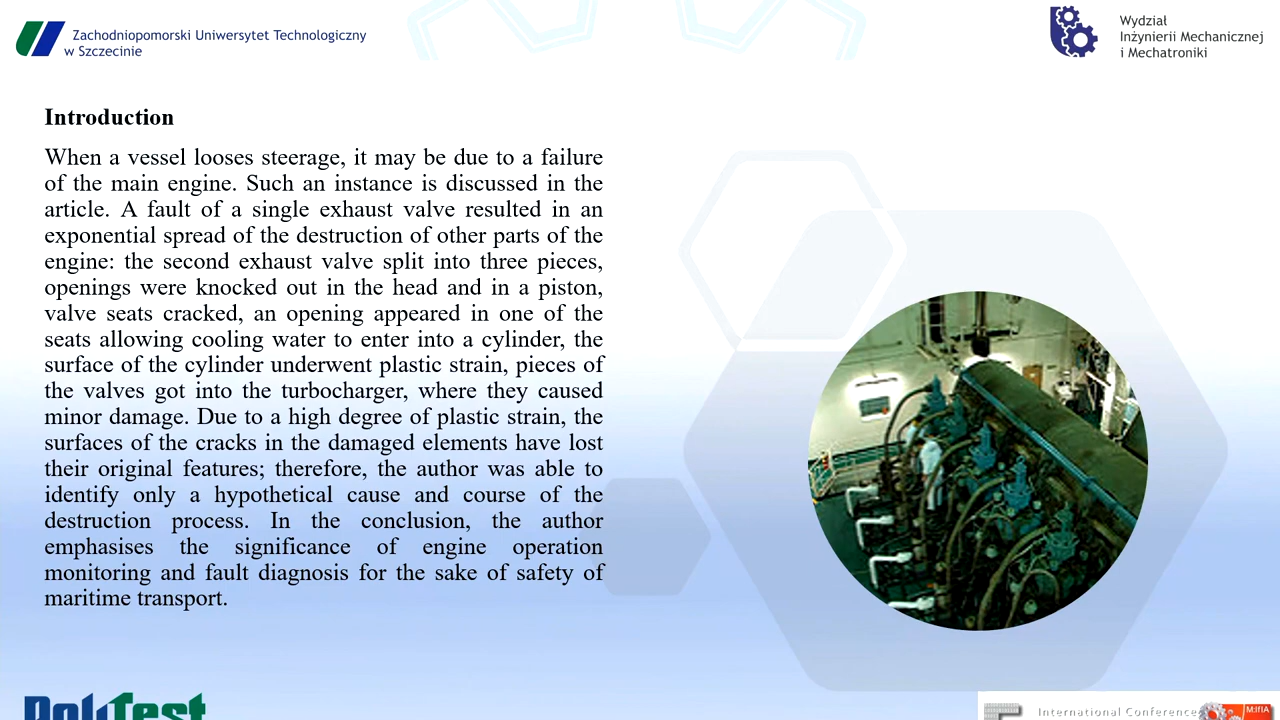 Zachodniopomorski Uniwersytet Technologiczny
w Szczecinie
Wydział
Inżynierii Mechanicznej
i Mechatroniki
Introduction
When a vessel looses steerage, it may be due to a failure
of the main engine. Such an instance is discussed in the
article. A fault of a single exhaust valve resulted in an
exponential spread of the destruction of other parts of the
engine: the second exhaust valve split into three pieces,
openings were knocked out in the head and in a piston,
valve seats cracked, an opening appeared in one of the
seats allowing cooling water to enter into a cylinder, the
surface of the cylinder underwent plastic strain, pieces of
the valves got into the turbocharger, where they caused
minor damage. Due to a high degree of plastic strain, the
surfaces of the cracks in the damaged elements have lost
their original features; therefore, the author was able to
identify only a hypothetical cause and course of the
destruction process. In the conclusion, the author
emphasises the significance of engine operation
monitoring and fault diagnosis for the sake of safety of
maritime transport.
International Conferences